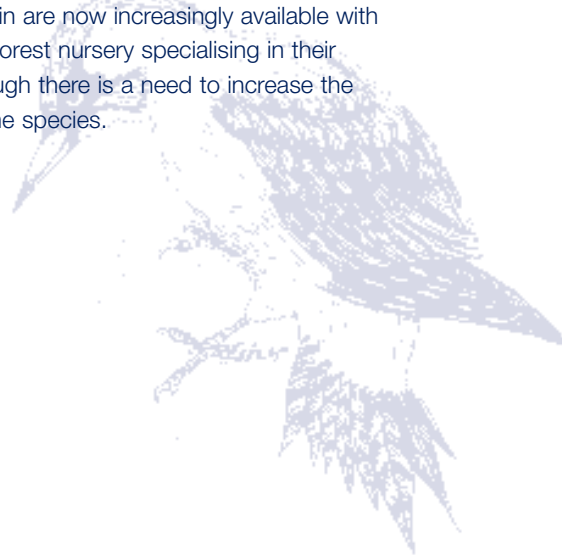 in are now increasingly available with
orest nursery specialising in their
ugh there is a need to increase the
e species.